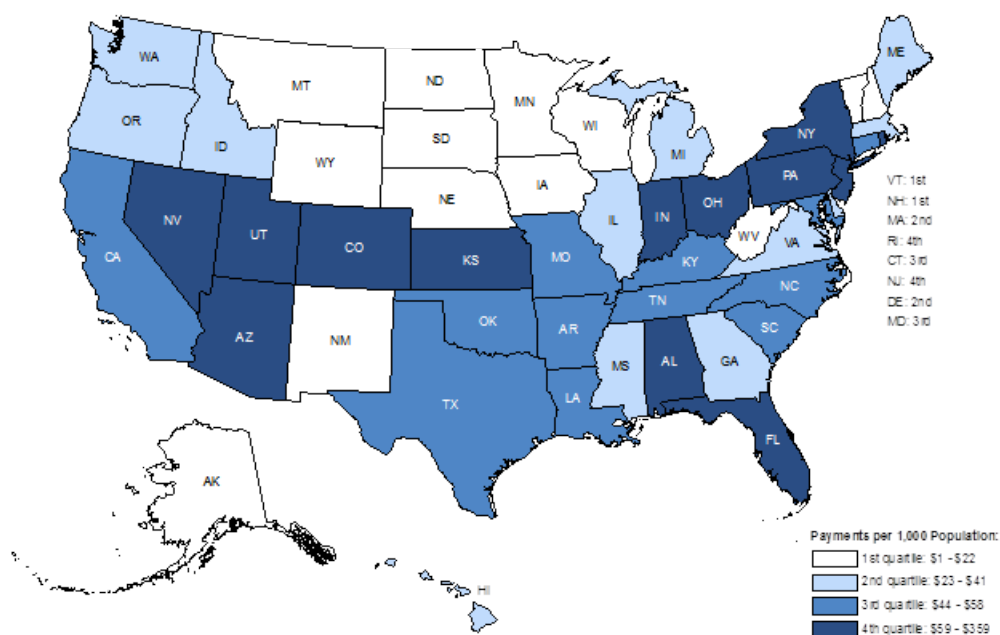 WA
ME
MT
ND
MN
OR
ID
WI
SD
NY
MI
WY
IA
PA
NE
NV
OH
IN
IL
UT
CO
WV
VA
CA
KS
MO
KY
NC
TN
OK
AZ
AR
NM
SC
MS
AL
GA
TX
LA
FL
AK
HI
VT: 1st
NH: 1st
MA: 2nd
RI: 4th
CT: 3rd
NJ: 4th
DE: 2nd
MD: 3rd
Payments per 1,000 Population:
1st quartile: $1 - $22
2nd quartile: $23 - $41
3rd quartile: $44 - $58
4th quartile: $59 - $359